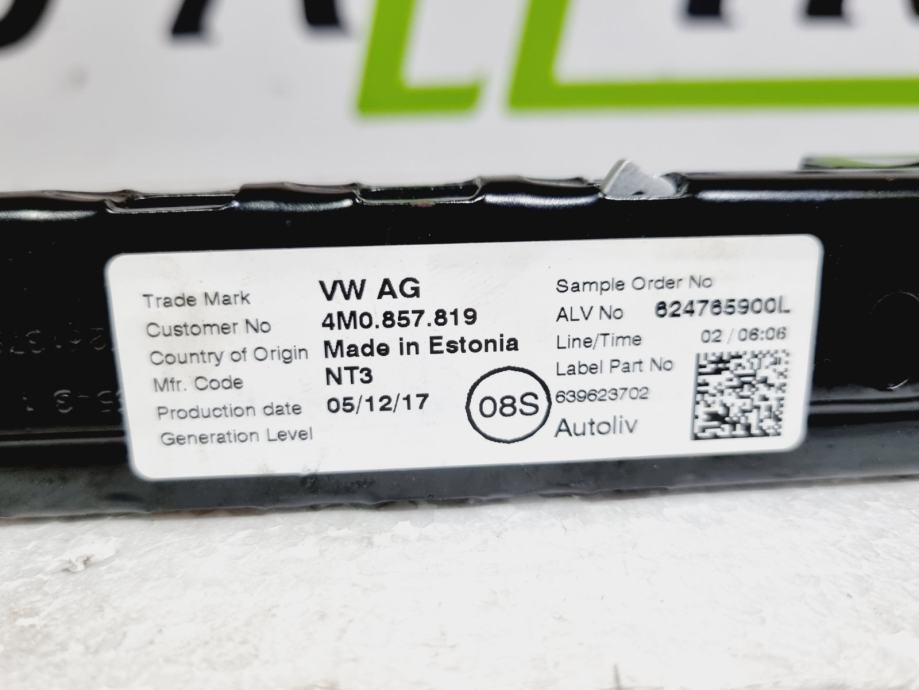 Trade Mark VW AG
Customer No 4M0.857.819
Country of Origin Made in Estonia
Mfr. Code NT3
Production date 05/12/17
Generation Level
08S
Sample Order No
ALV No 624765900L
Line/Time 02 / 06:06
Label Part No
639623702
Autoliv